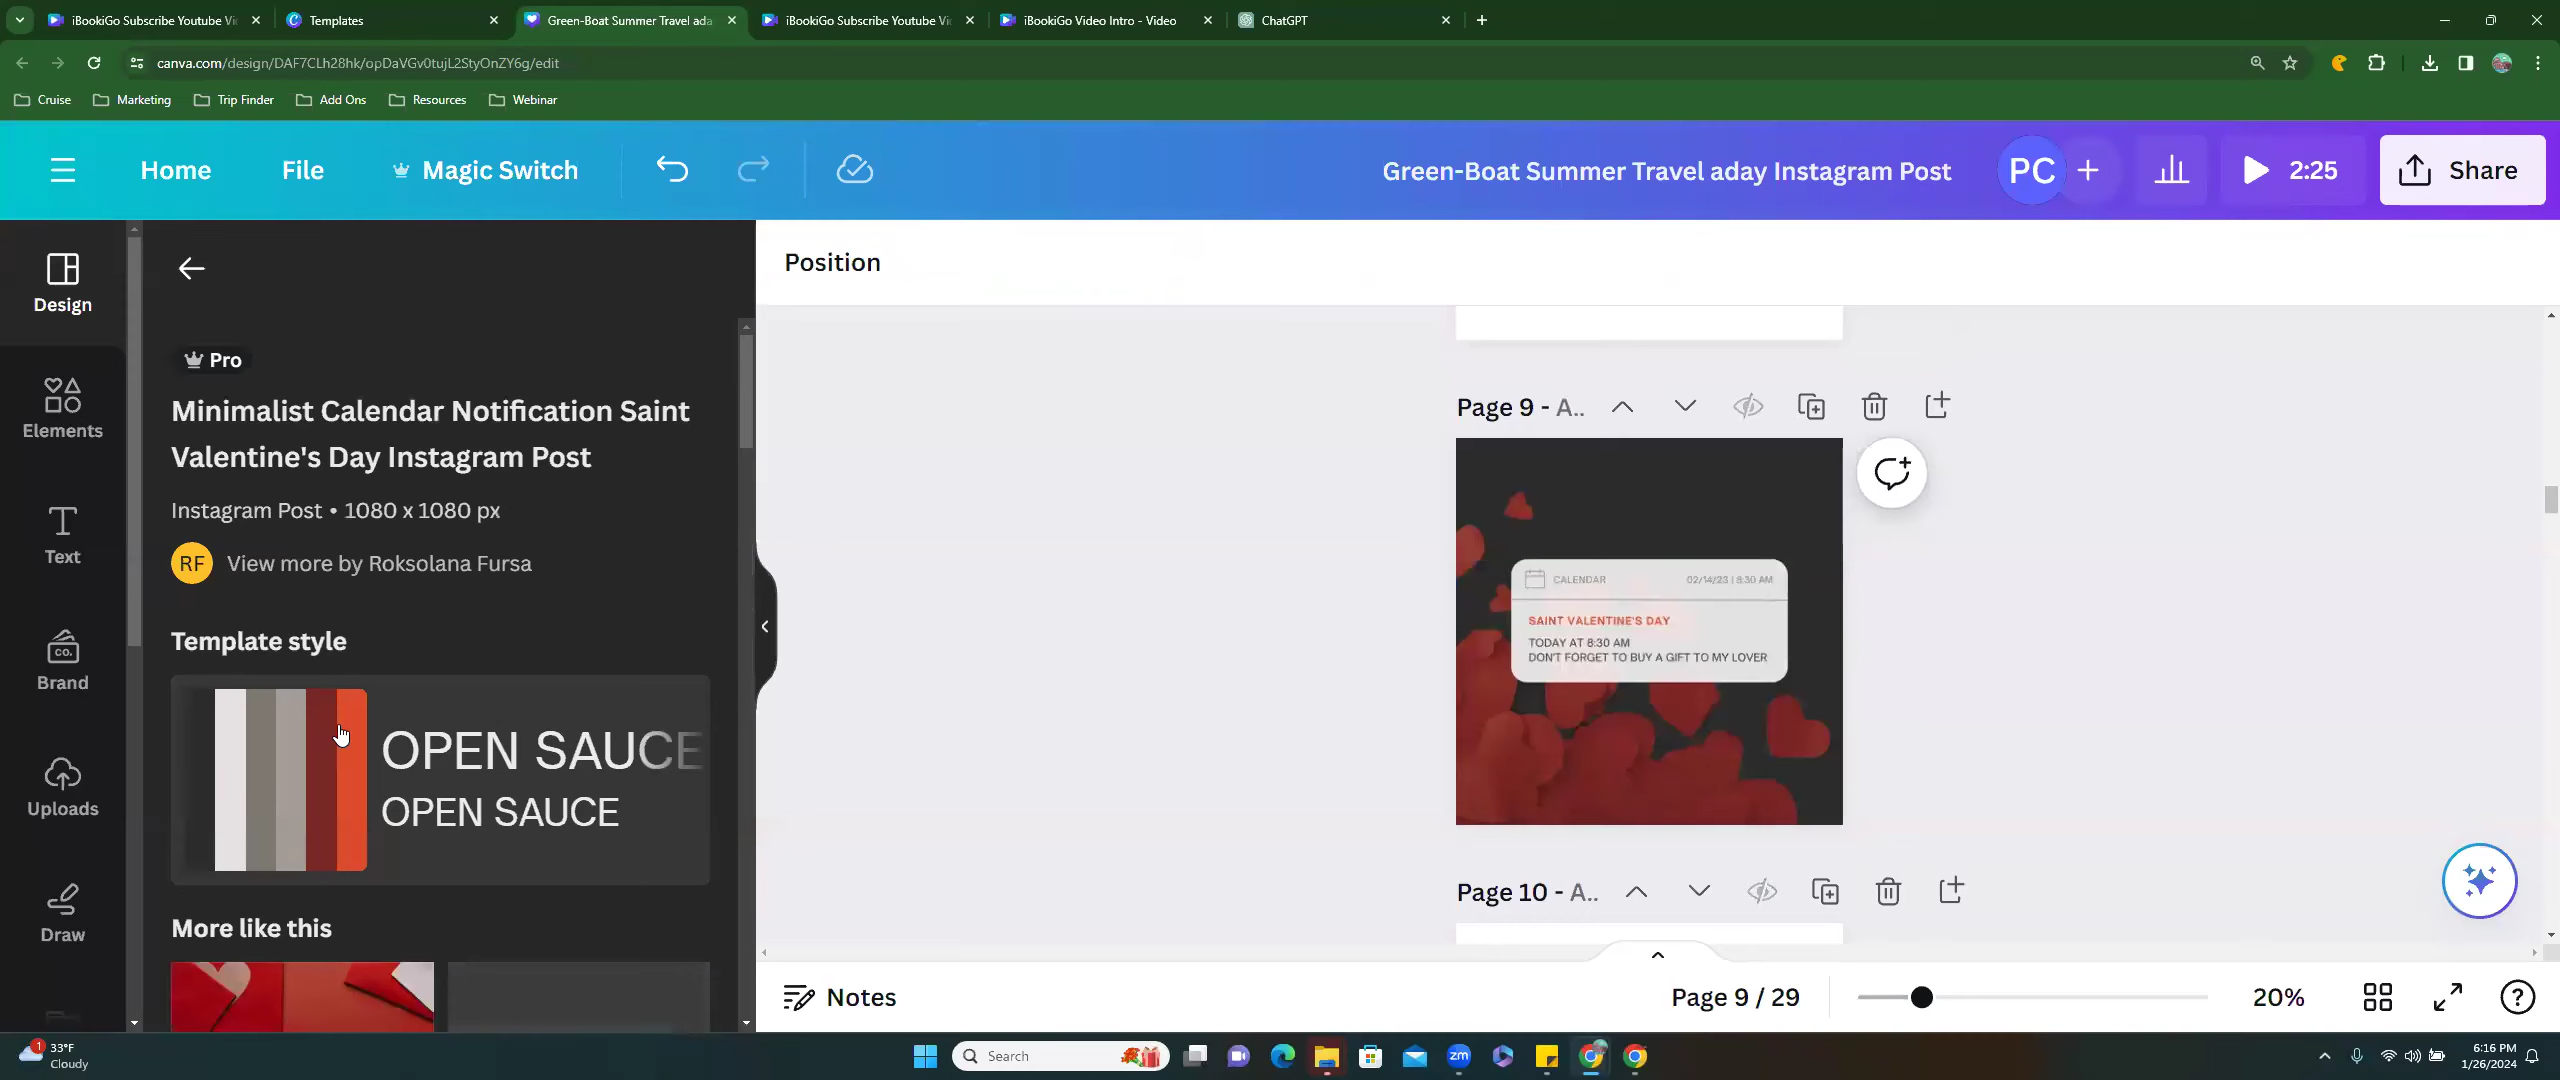 iBookiGo Subscribe Youtube Vi
Templates
Green-Boat Summer Travel ada
iBookiGo Subscribe Youtube Vi
iBookiGo Video Intro - Video
ChatGPT
canva.com/design/DAF7CLh28hk/opDaVGv0tujL2StyOnZY6g/edit
Cruise
Marketing
Trip Finder
Add Ons
Resources
Webinar
Home
File
Magic Switch
Green-Boat Summer Travel aday Instagram Post
PC
2:25
Share
Design
Elements
Text
CO.
Brand
Uploads
Draw
Pro
Minimalist Calendar Notification Saint
Valentine's Day Instagram Post
Instagram Post • 1080 x 1080 px
RF
View more by Roksolana Fursa
Template style
OPEN SAUCE
OPEN SAUCE
More like this
Position
Page 9 - A..
CALENDAR
02/14/23 | 8:30 AM
SAINT VALENTINE'S DAY
TODAY AT 8:30 AM
DON'T FORGET TO BUY A GIFT TO MY LOVER
Page 10 - A..
Notes
Page 9 / 29
20%
1
33°F
Cloudy
Search
zm
6:16 PM
1/26/2024